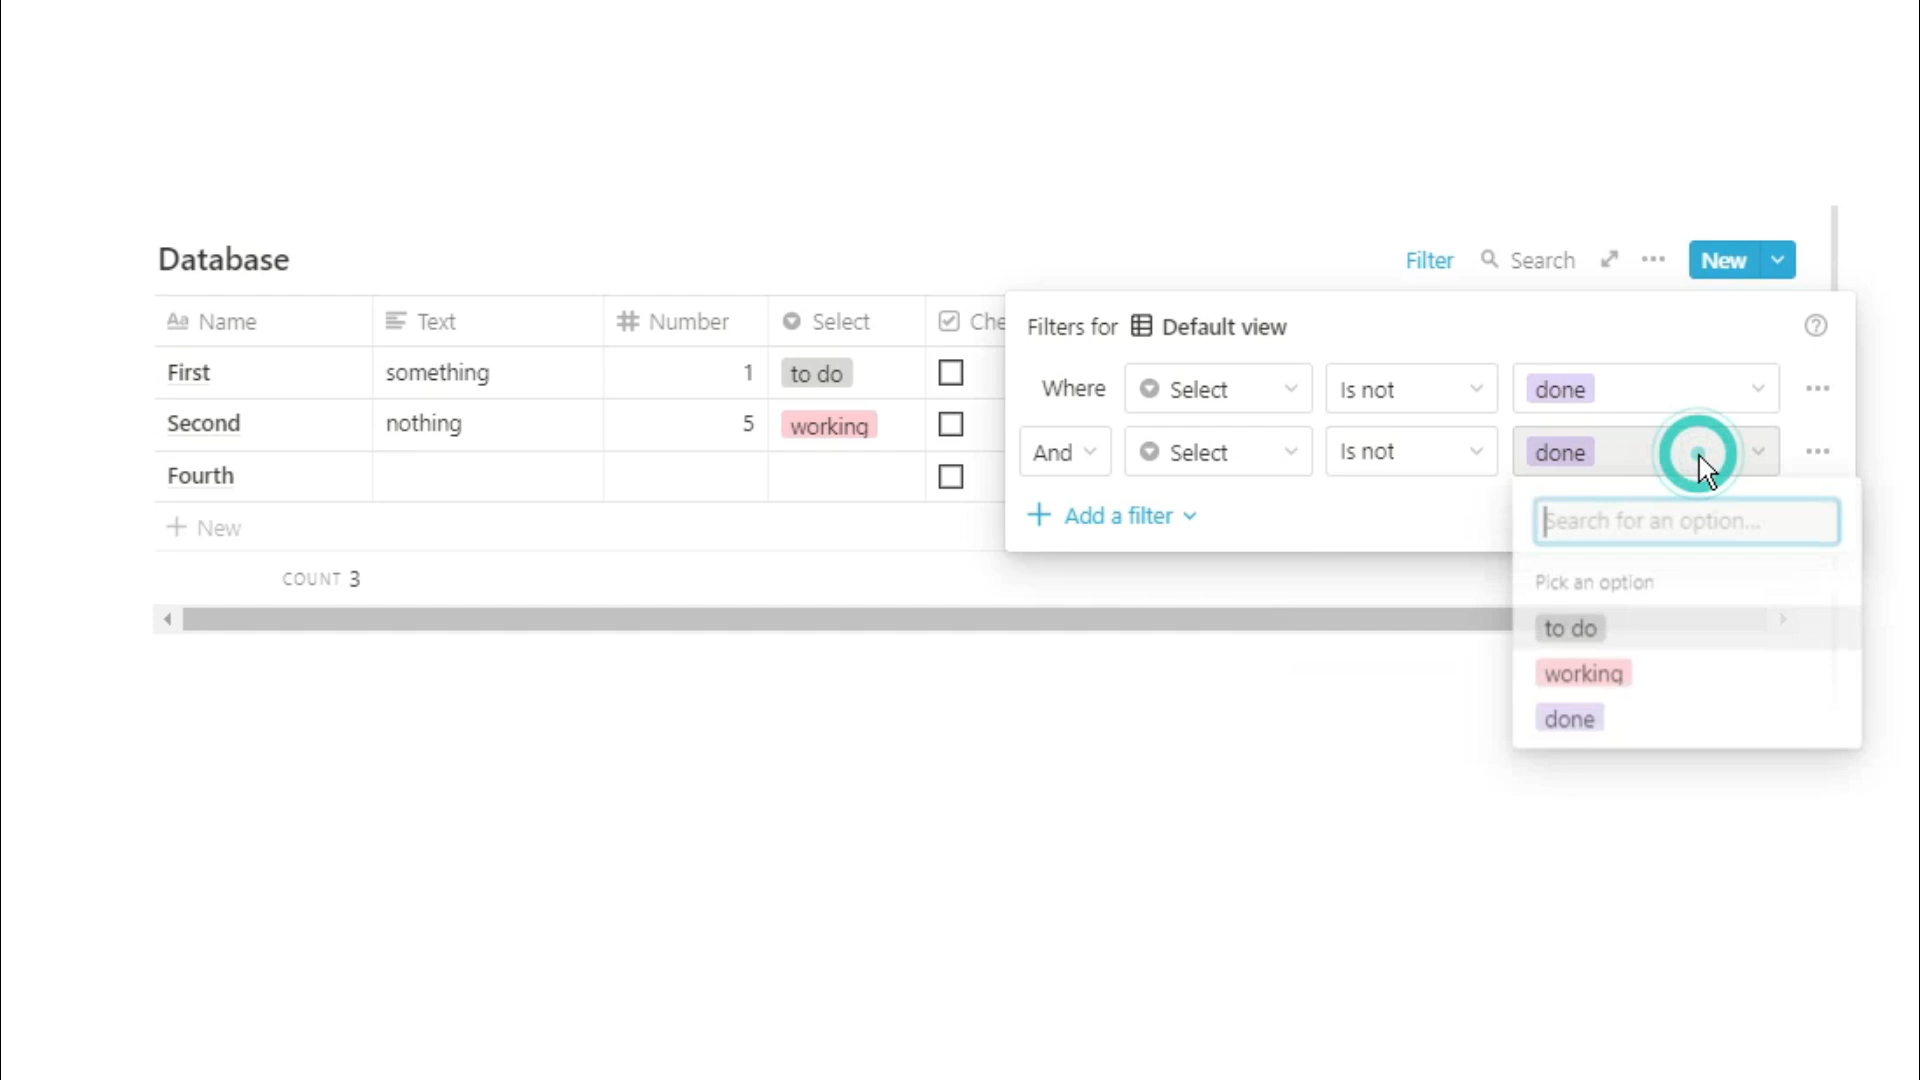 Database
Filter Search New
Aa Name Text Number Select Che
Filters for Default view
First something 1 to do
Where Select Is not done
Second nothing 5 working
And Select Is not done
Fourth
Add a filter
Search for an option...
New
COUNT 3
Pick an option
to do
working
done